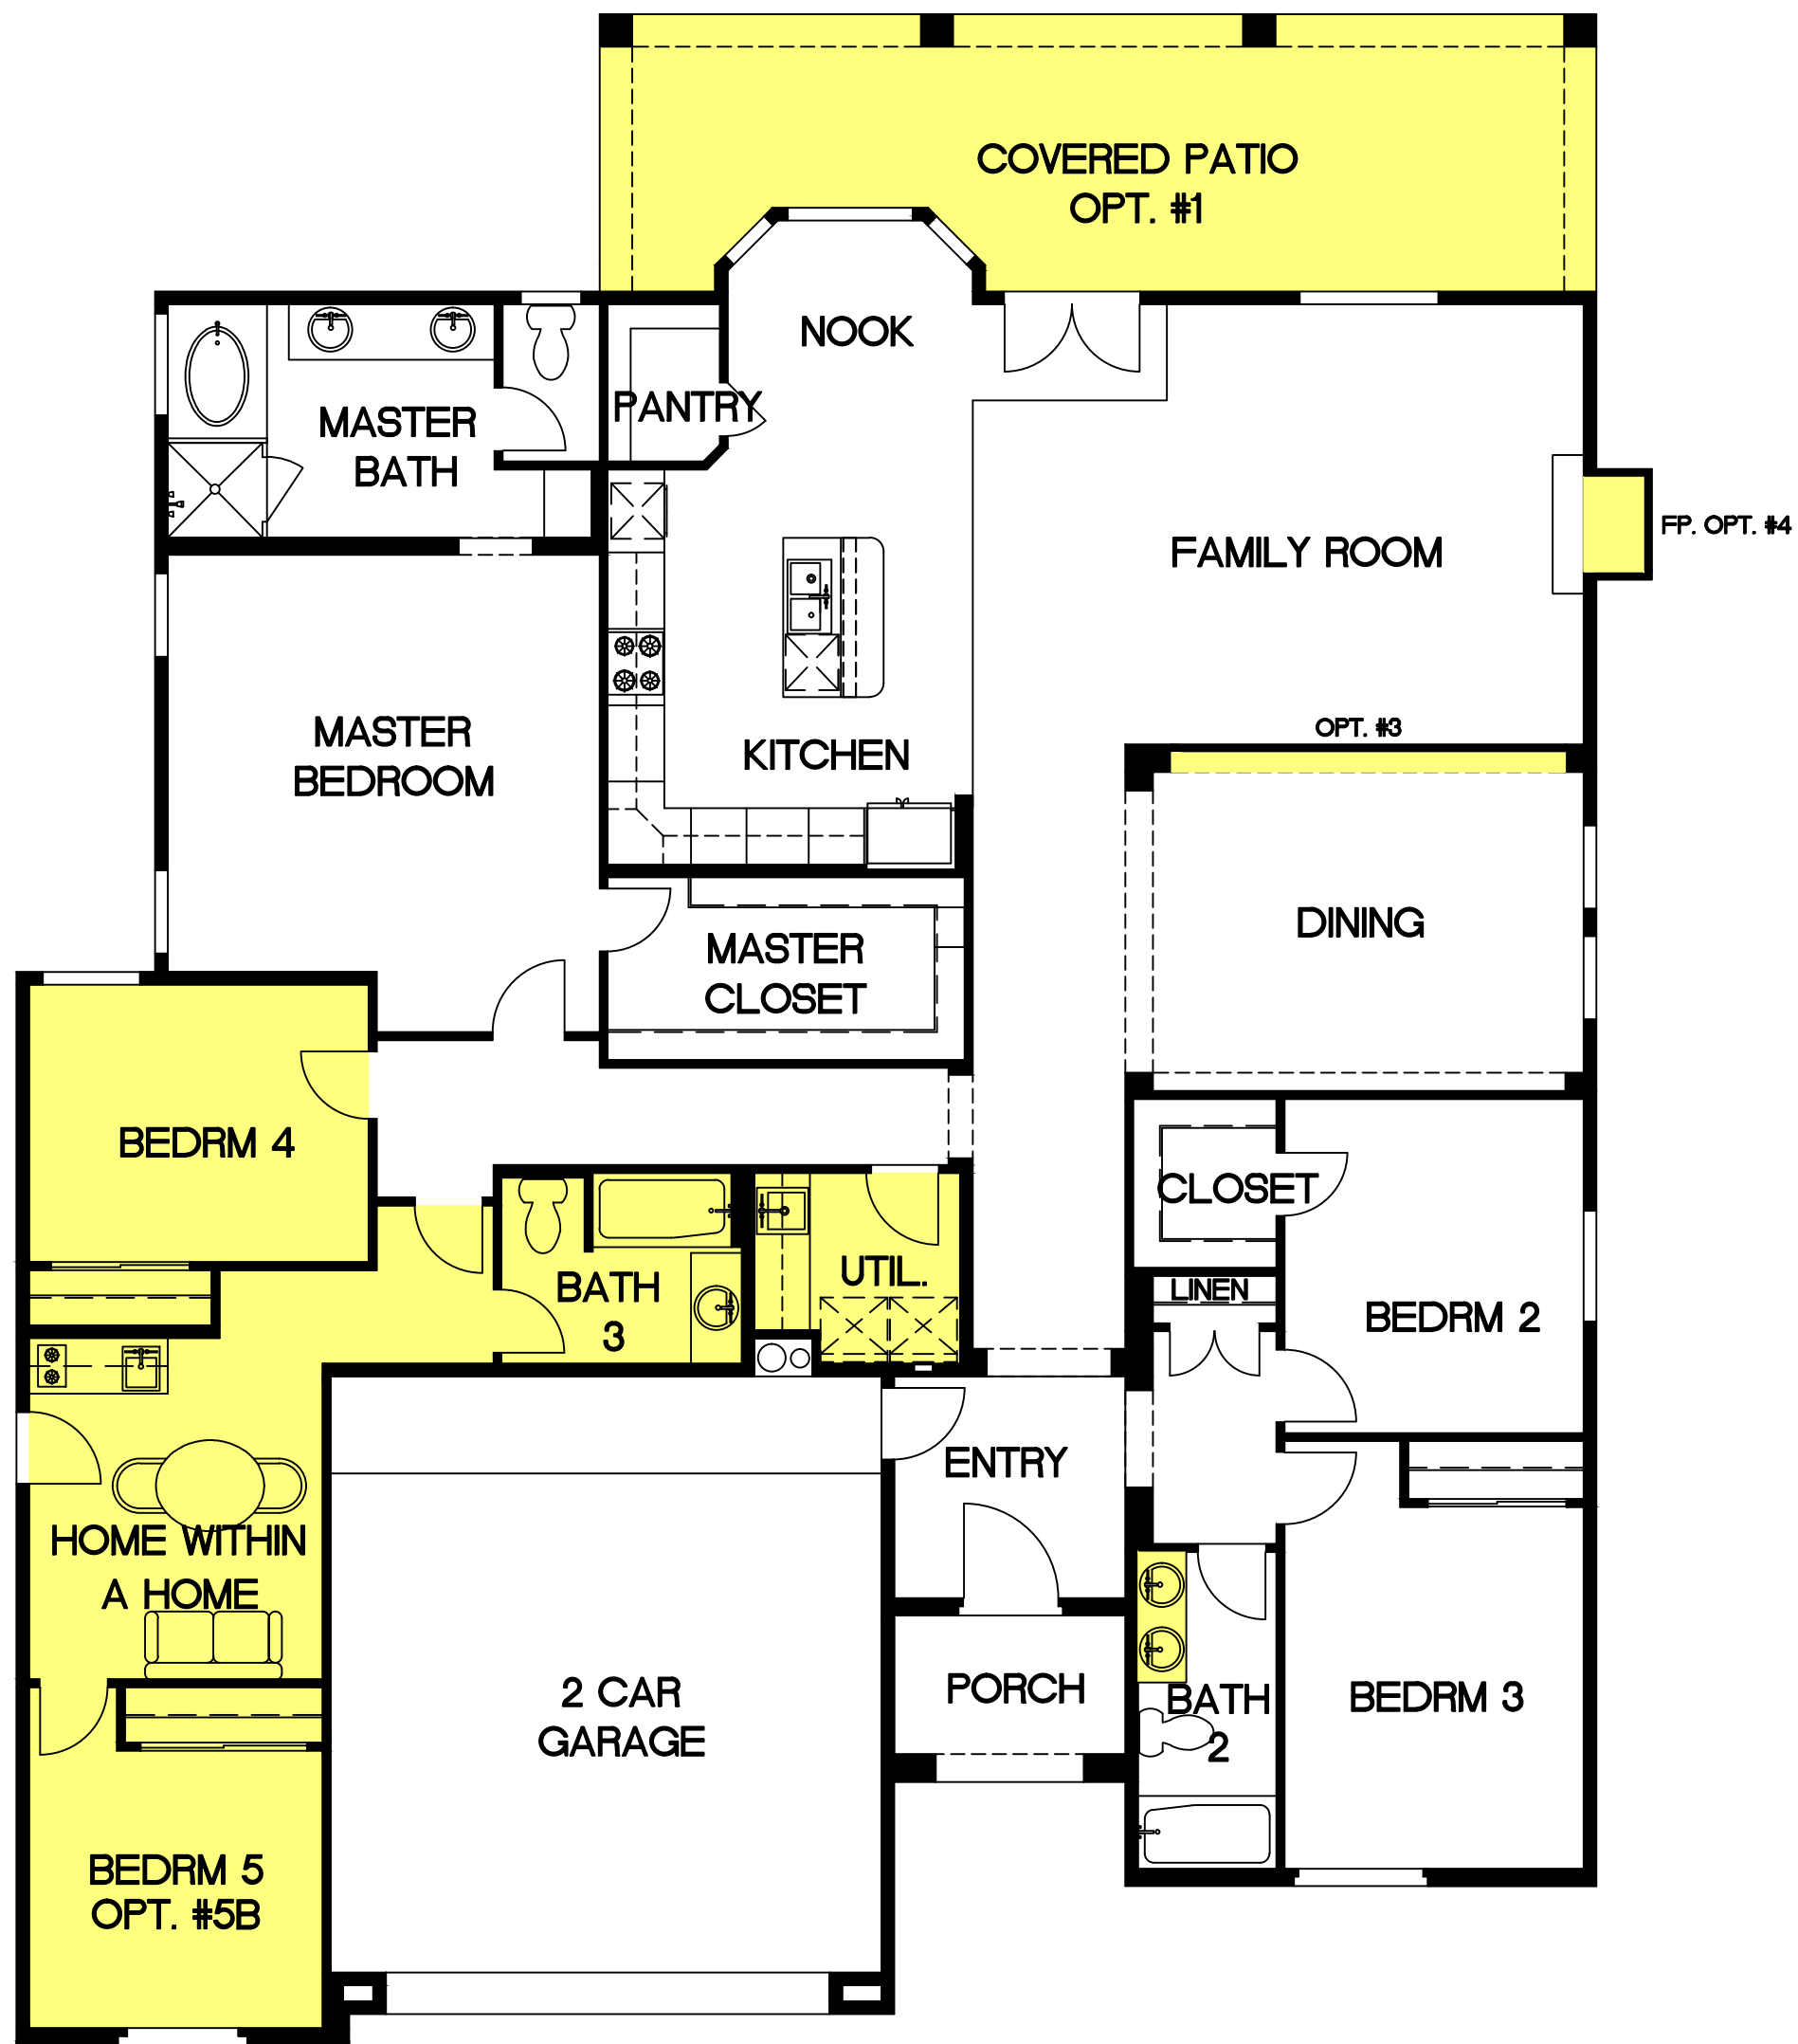 COVERED PATIO
OPT. #1
NOOK
PANTRY
MASTER
BATH
FAMILY ROOM
FP. OPT. #4
MASTER
BEDROOM
KITCHEN
OPT. #3
DINING
MASTER
CLOSET
BEDRM 4
CLOSET
UTIL.
BATH
3
LINEN
BEDRM 2
ENTRY
HOME WITHIN
A HOME
2 CAR
GARAGE
PORCH
BATH
2
BEDRM 3
BEDRM 5
OPT. #5B